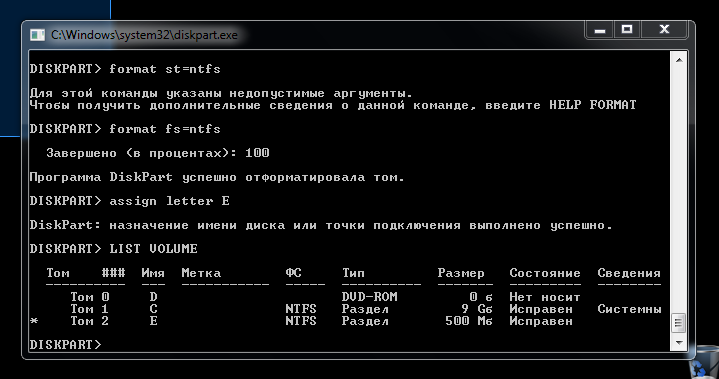 C:\Windows\system32\diskpart.exe
DISKPART> format st=ntfs
Для этой команды указаны недопустимые аргументы.
Чтобы получить дополнительные сведения о данной команде, введите HELP FORMAT
DISKPART> format fs=ntfs
Завершено (в процентах): 100
Программа DiskPart успешно отформатировала том.
DISKPART> assign letter E
DiskPart: назначение имени диска или точки подключения выполнено успешно.
DISKPART> LIST VOLUME
Том ### Имя Метка ФС Тип Размер Состояние Сведения
---------- --- ----------- ----- ---------- ------- --------- --------
Том 0 D DVD-ROM 0 б Нет носит
Том 1 C NTFS Раздел 9 Gб Исправен Системны
* Том 2 E NTFS Раздел 500 Mб Исправен
DISKPART>